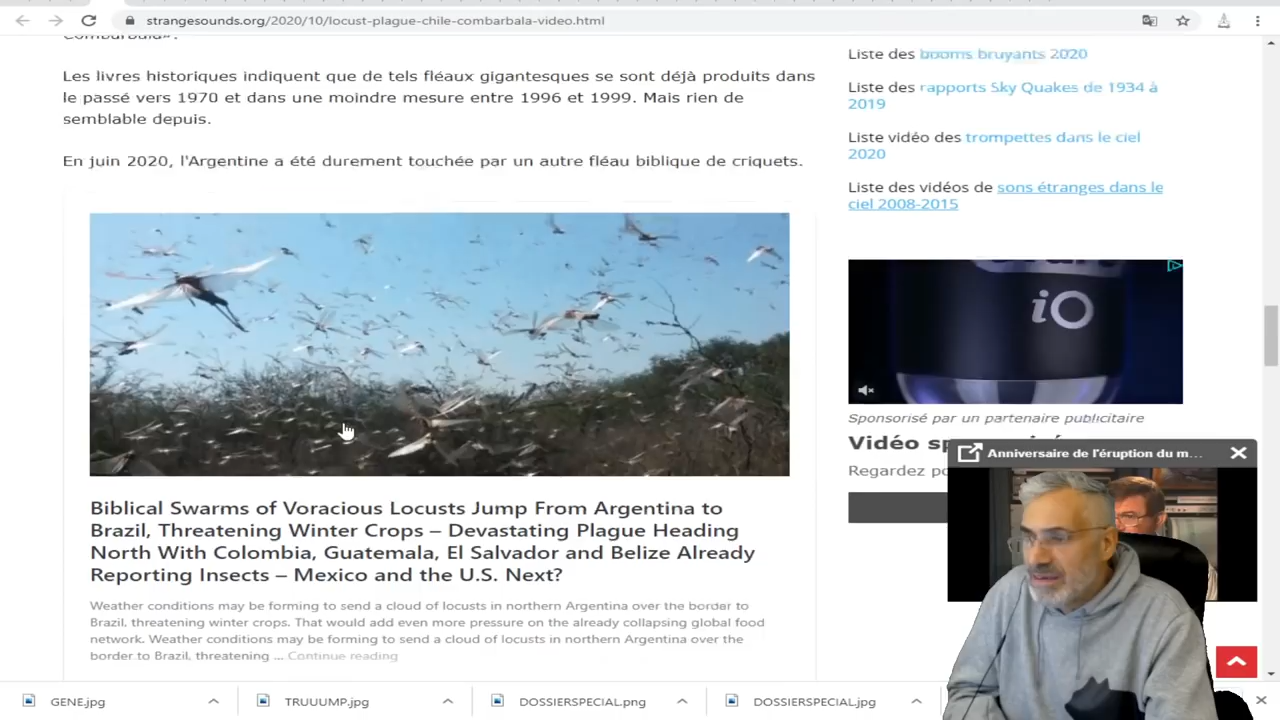 strangesounds.org/2020/10/locust-plague-chile-combarbala-video.html
Combarbalá».
Les livres historiques indiquent que de tels fléaux gigantesques se sont déjà produits dans
le passé vers 1970 et dans une moindre mesure entre 1996 et 1999. Mais rien de
semblable depuis.
En juin 2020, l'Argentine a été durement touchée par un autre fléau biblique de criquets.
Biblical Swarms of Voracious Locusts Jump From Argentina to
Brazil, Threatening Winter Crops – Devastating Plague Heading
North With Colombia, Guatemala, El Salvador and Belize Already
Reporting Insects – Mexico and the U.S. Next?
Weather conditions may be forming to send a cloud of locusts in northern Argentina over the border to
Brazil, threatening winter crops. That would add even more pressure on the already collapsing global food
network. Weather conditions may be forming to send a cloud of locusts in northern Argentina over the
border to Brazil, threatening ... Continue reading
Liste des booms bruyants 2020
Liste des rapports Sky Quakes de 1934 à
2019
Liste vidéo des trompettes dans le ciel
2020
Liste des vidéos de sons étranges dans le
ciel 2008-2015
iO
Sponsorisé par un partenaire publicitaire
Vidéo
Regardez
Anniversaire de l'éruption du m...
GENE.jpg
TRUUUMP.jpg
DOSSIERSPECIAL.png
DOSSIERSPECIAL.jpg